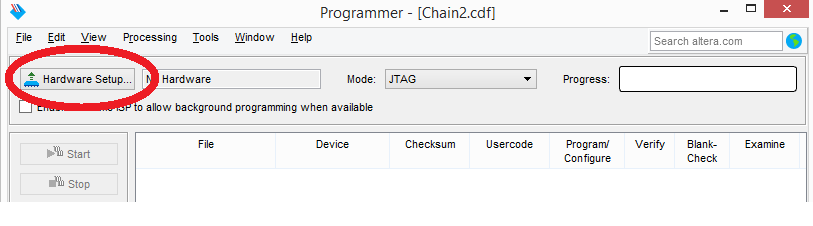 Programmer - [Chain2.cdf]
File Edit View Processing Tools Window Help
Search altera.com
Hardware Setup... Hardware Mode: JTAG Progress:
ISP to allow background programming when available
File Device Checksum Usercode Program/ Configure Verify Blank- Check Examine
Start
Stop